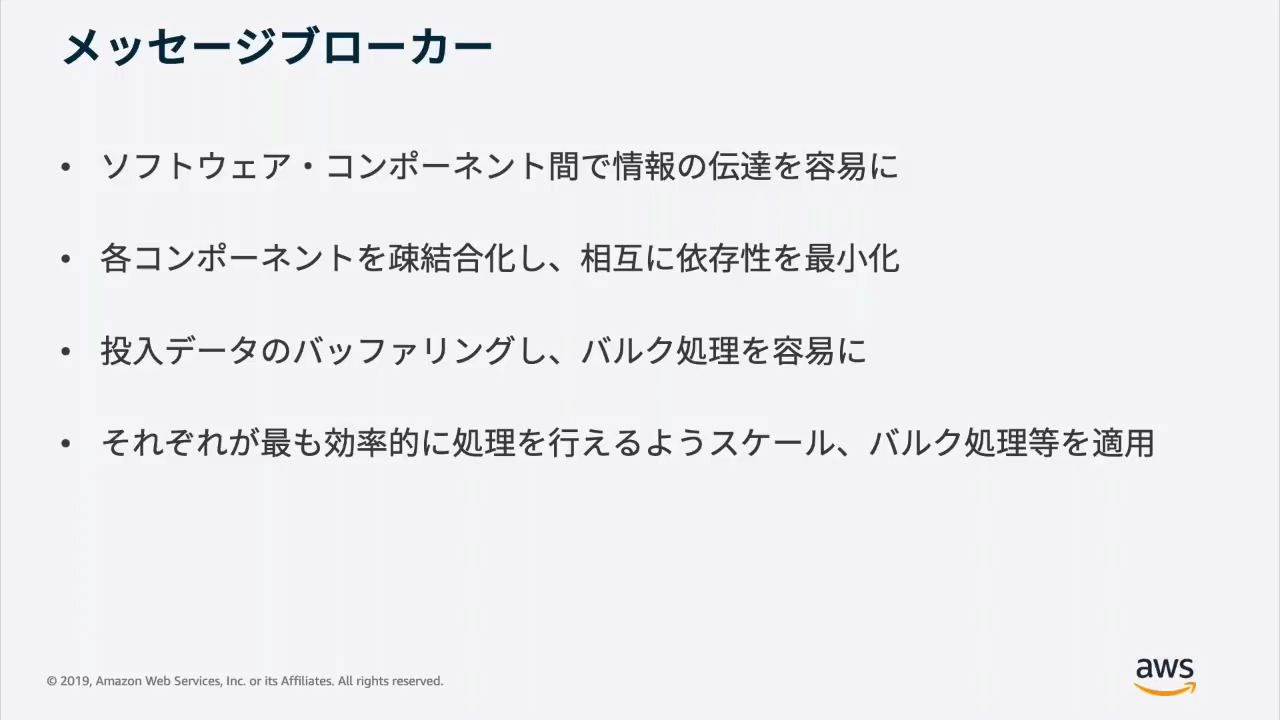 メッセージブローカー
• ソフトウェア・コンポーネント間で情報の伝達を容易に
• 各コンポーネントを疎結合化し、相互に依存性を最小化
• 投入データのバッファリングし、バルク処理を容易に
• それぞれが最も効率的に処理を行えるようスケール、バルク処理等を適用
© 2019, Amazon Web Services, Inc. or its Affiliates. All rights reserved.
aws